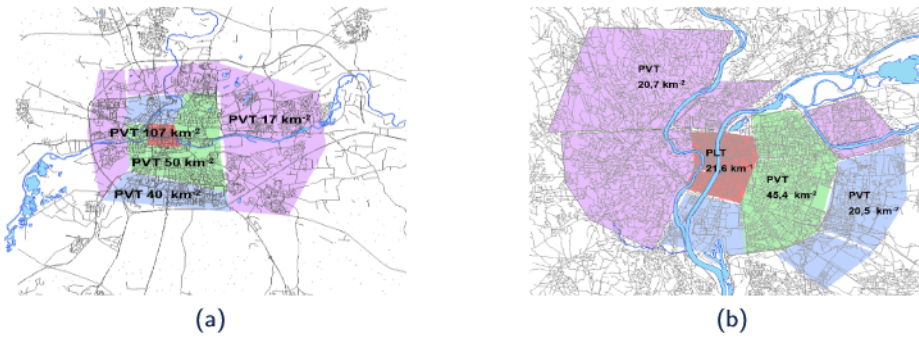 PVT 107 km-2
PVT 17 km-2
PVT 50 km-2
PVT 40 km-2
(a)
PVT
20,7 km-2
PLT
21,6 km-1
PVT
45,4 km-2
PVT
20,5 km-2
(b)